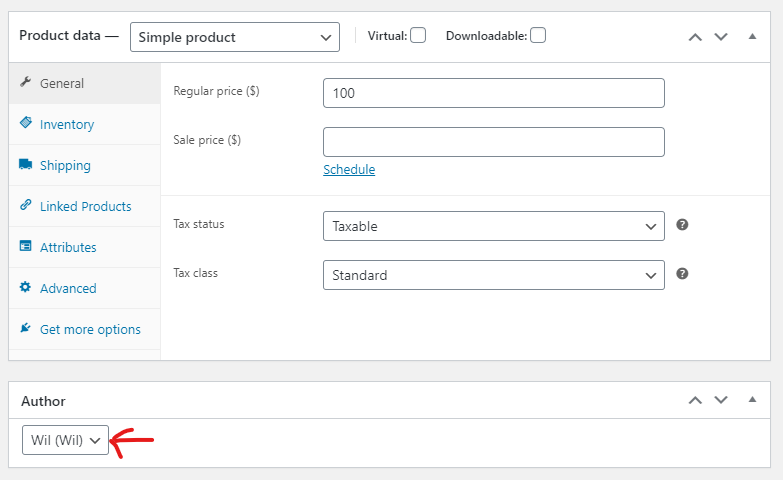 Product data — Simple product Virtual: Downloadable:
General
Inventory
Shipping
Linked Products
Attributes
Advanced
Get more options
Regular price ($) 100
Sale price ($)
Schedule
Tax status Taxable ?
Tax class Standard ?
Author
Wil (Wil)